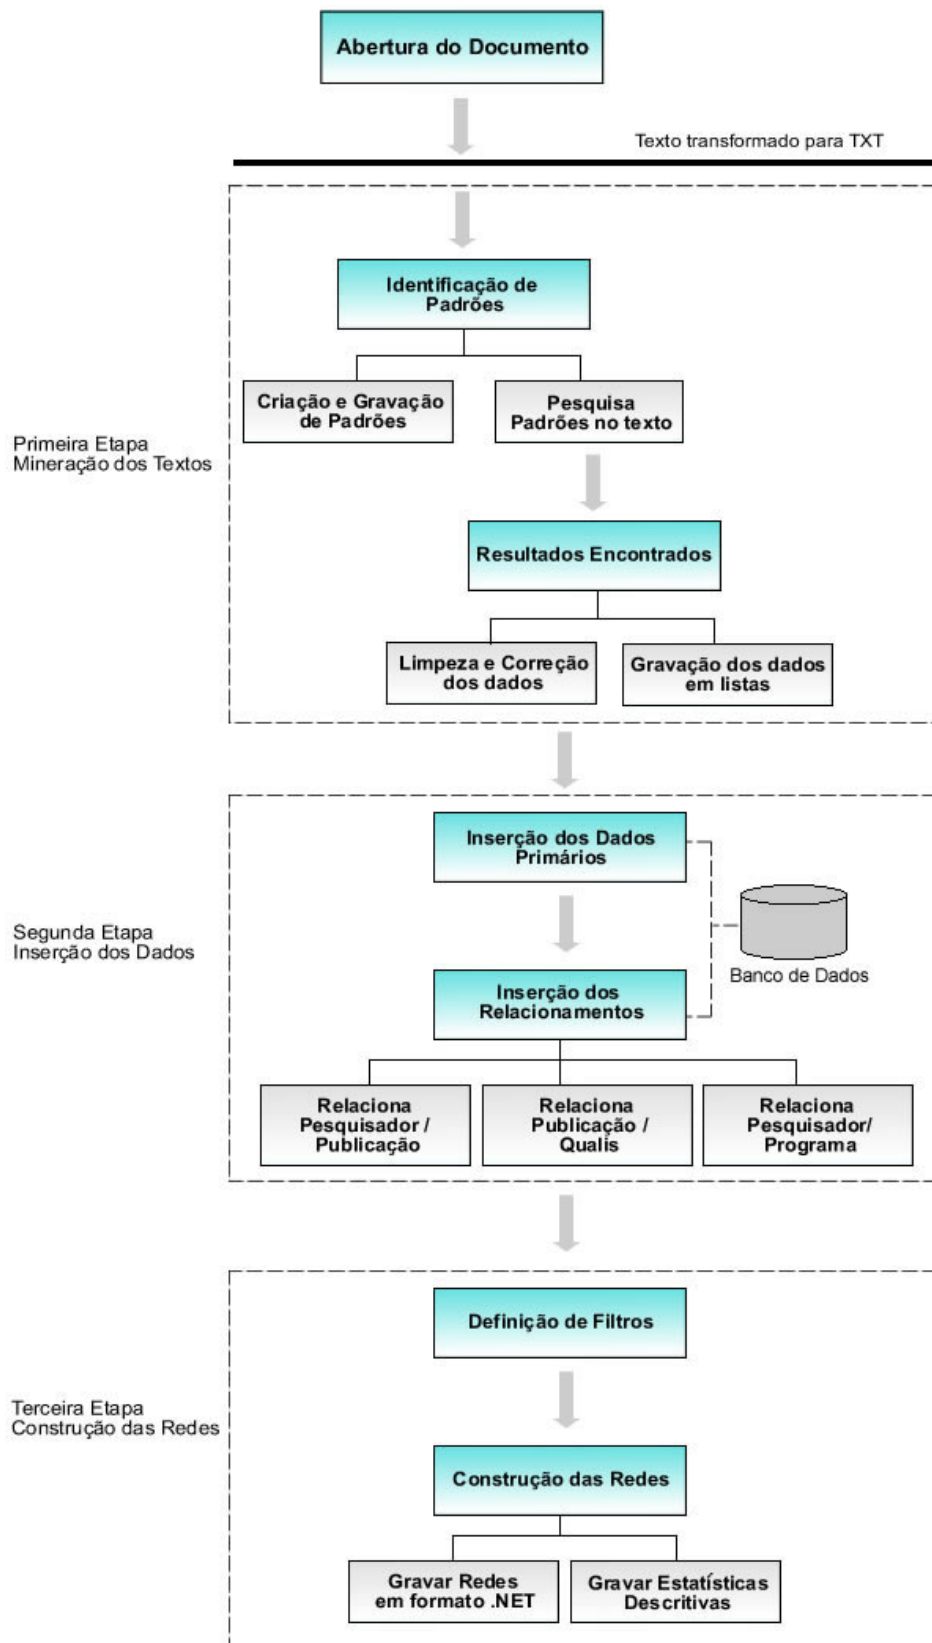 Abertura do Documento
Texto transformado para TXT
Identificação de
Padrões
Criação e Gravação
de Padrões
Pesquisa
Padrões no texto
Primeira Etapa
Mineração dos Textos
Resultados Encontrados
Limpeza e Correção
dos dados
Gravação dos dados
em listas
Inserção dos Dados
Primários
Segunda Etapa
Inserção dos Dados
Banco de Dados
Inserção dos
Relacionamentos
Relaciona
Pesquisador /
Publicação
Relaciona
Publicação /
Qualis
Relaciona
Pesquisador/
Programa
Definição de Filtros
Terceira Etapa
Construção das Redes
Construção das Redes
Gravar Redes
em formato .NET
Gravar Estatísticas
Descritivas